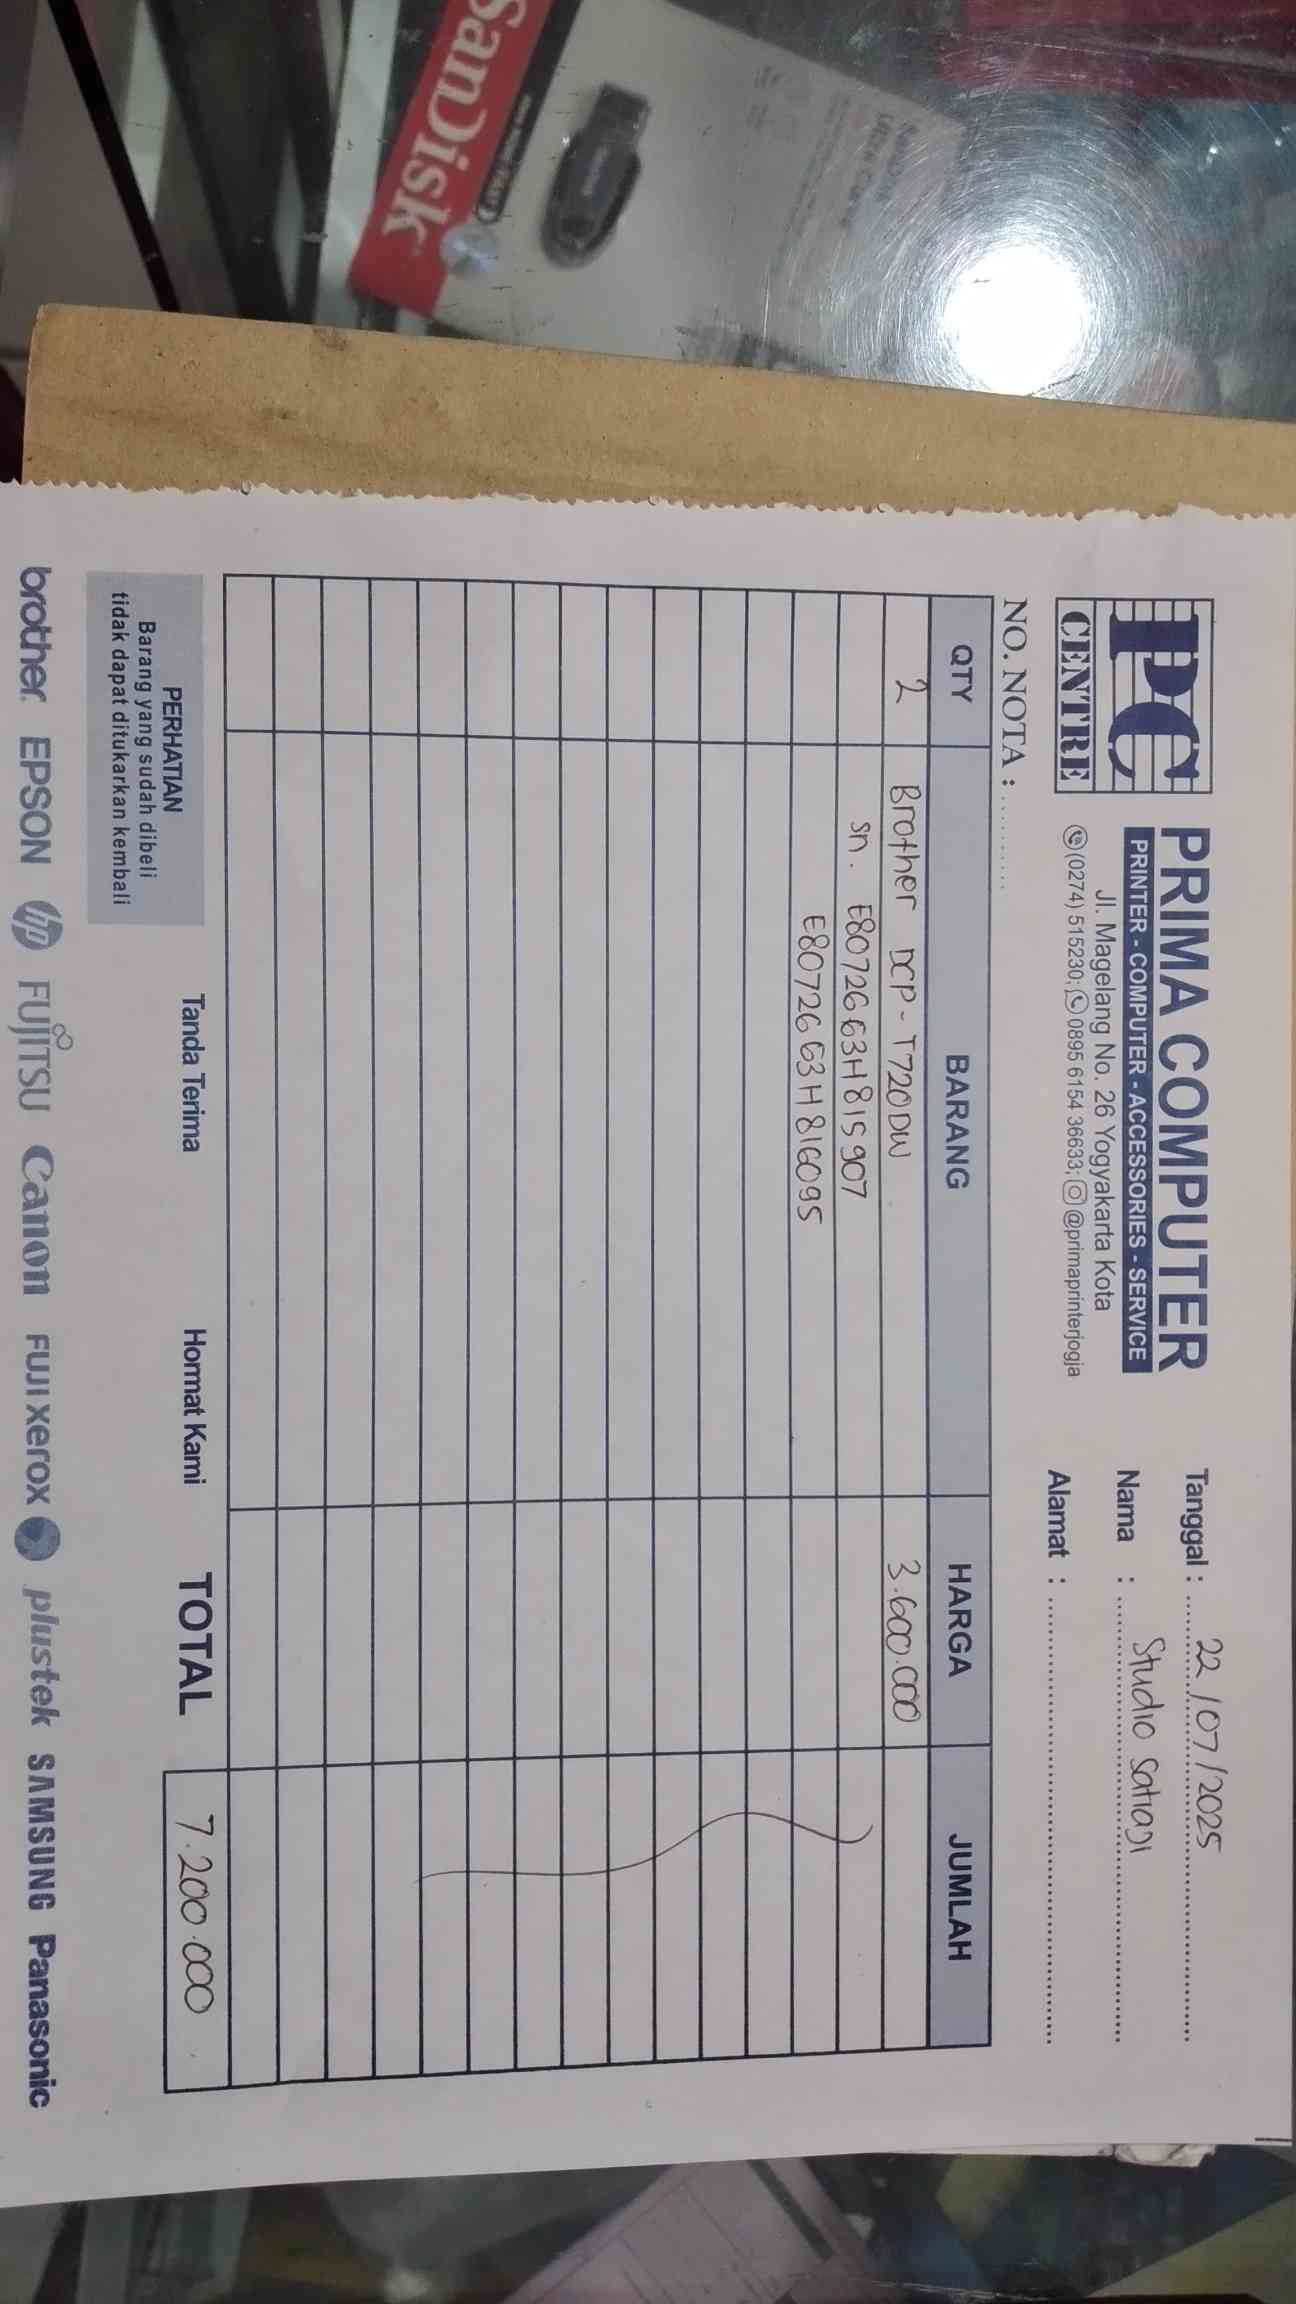 SanDisk
PC
CENTRE
PRIMA COMPUTER
PRINTER - COMPUTER - ACCESSORIES - SERVICE
Jl. Magelang No. 26 Yogyakarta Kota
(0274) 515230; 0895 6154 36633; @primaprinterjogja
Tanggal : 22/07/2025
Nama : Studio Satiagi
Alamat :
NO. NOTA :
QTY BARANG HARGA JUMLAH
2 Brother DCP-T720DW 3.600.000
sn. E80726G3H815907
E80726G3H816095
PERHATIAN
Barang yang sudah dibeli
tidak dapat ditukarkan kembali
Tanda Terima Hormat Kami TOTAL 7.200.000
brother EPSON hp FUJITSU Canon FUJI XEROX plustek SAMSUNG Panasonic